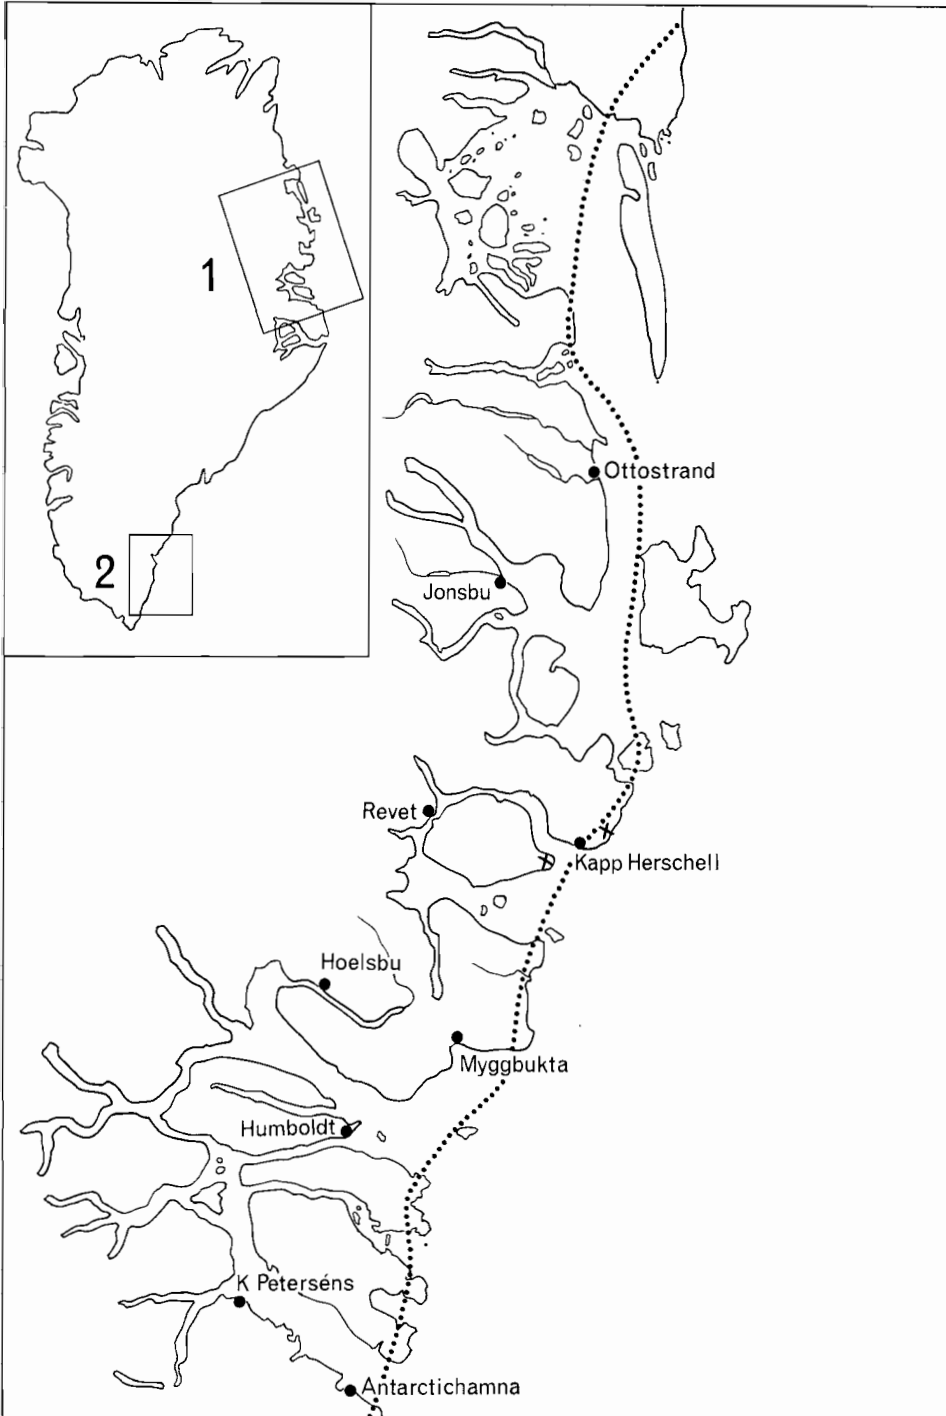 1
2
Ottostrand
Jonsbu
Revet
Kapp Herschell
Hoelsbu
Myggbukta
Humboldt
K Peterséns
Antarctichamna